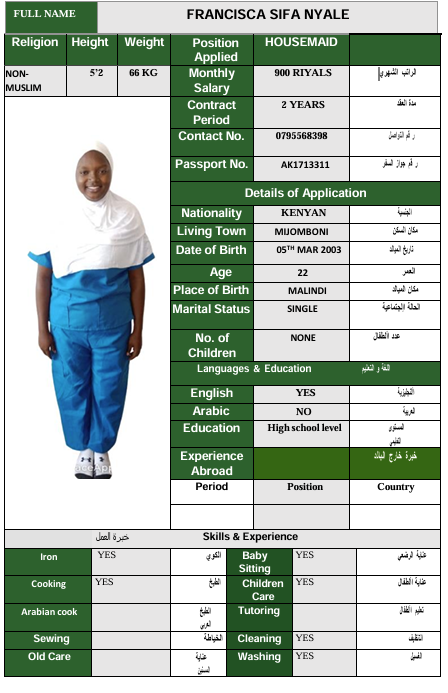 FULL NAME FRANCISCA SIFA NYALE
Religion Height Weight Position Applied HOUSEMAID
NON-MUSLIM 5'2 66 KG Monthly Salary 900 RIYALS الراتب الشهري
Contract Period 2 YEARS مدة العقد
Contact No. 0795568398 رقم التواصل
Passport No. AK1713311 رقم جواز السفر
Details of Application
Nationality KENYAN الجنسية
Living Town MIJOMBONI مكان السكن
Date of Birth 05TH MAR 2003 تاريخ الميلاد
Age 22 العمر
Place of Birth MALINDI مكان الميلاد
Marital Status SINGLE الحالة الاجتماعية
No. of Children NONE عدد الأطفال
Languages & Education اللغة و التعليم
English YES الانجليزية
Arabic NO العربية
Education High school level المستوى
Experience Abroad خبرة خارج البلاد
Period Position Country
خبرة العمل Skills & Experience
Iron YES الكوي Baby Sitting YES عناية الرضعي
Cooking YES الطبخ Children Care YES عناية الأطفال
Arabian cook الطبخ العربي Tutoring تعليم الأطفال
Sewing الخياطة Cleaning YES التنظيف
Old Care عناية المسنين Washing YES الغسيل